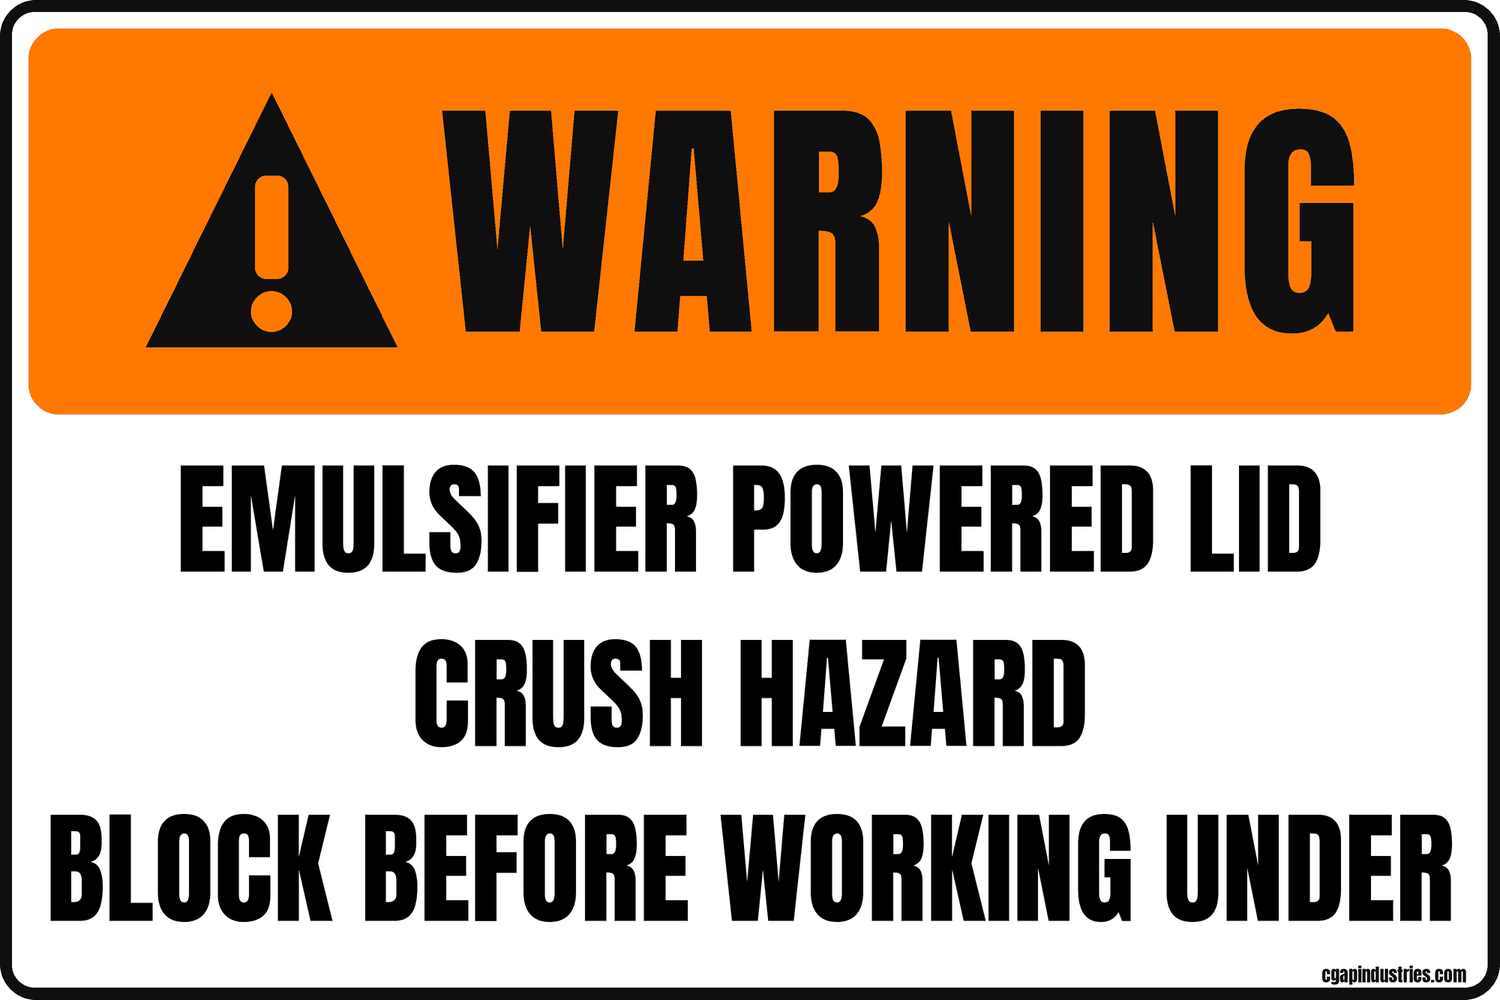 WARNING
EMULSIFIER POWERED LID
CRUSH HAZARD
BLOCK BEFORE WORKING UNDER
cgapindustries.com